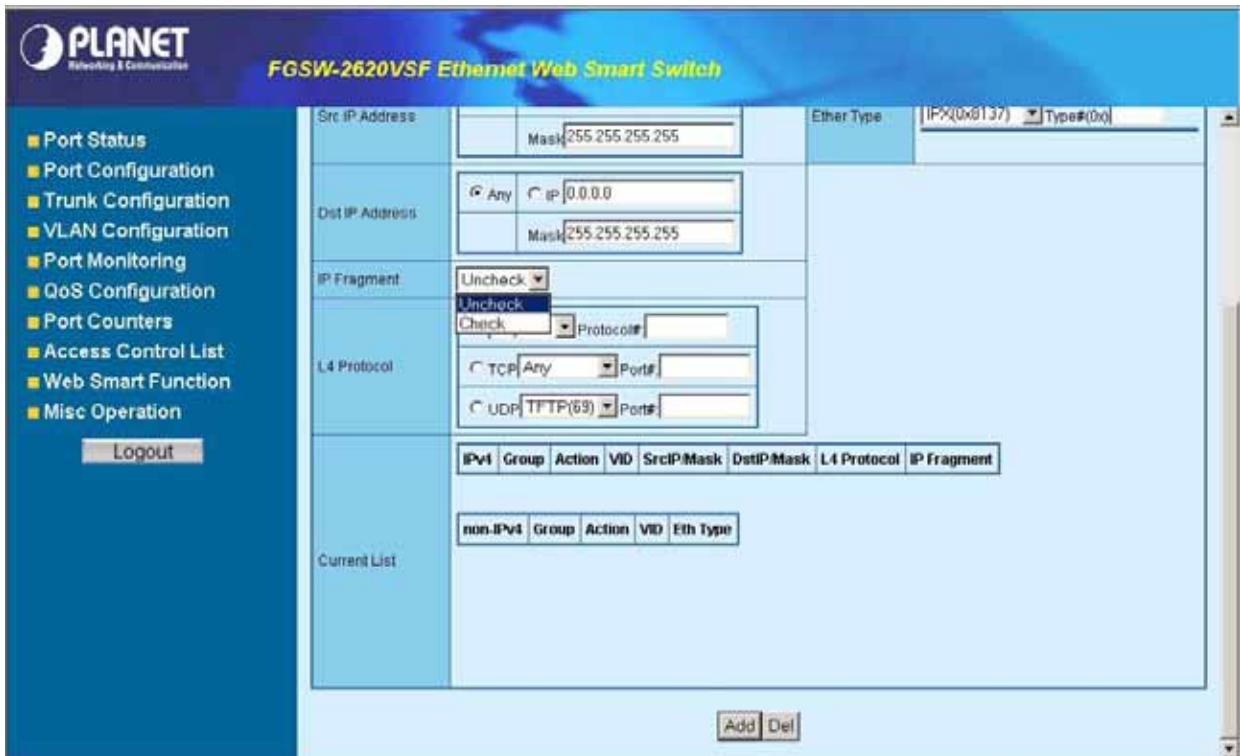 PLANET
Networking & Communication
FGSW-2620VSF Ethernet Web Smart Switch
Port Status
Port Configuration
Trunk Configuration
VLAN Configuration
Port Monitoring
QoS Configuration
Port Counters
Access Control List
Web Smart Function
Misc Operation
Logout
Src IP Address
Mask 255.255.255.255
Ether Type
IPX(0x8137) Type#(0x)
Dst IP Address
Any IP 0.0.0.0
Mask 255.255.255.255
IP Fragment
Uncheck
Uncheck
Check
Protocol#
L4 Protocol
TCP Any Port#
UDP TFTP(69) Port#
Current List
IPv4 Group Action VID SrcIP/Mask DstIP/Mask L4 Protocol IP Fragment
non-IPv4 Group Action VID Eth Type
Add Del